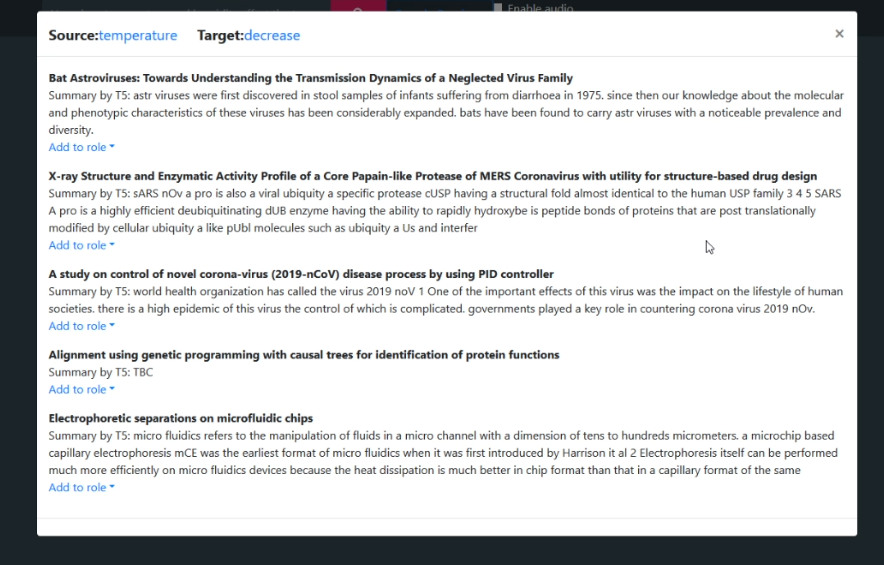 Enable audio
Source:temperature Target:decrease ×
Bat Astroviruses: Towards Understanding the Transmission Dynamics of a Neglected Virus Family
Summary by T5: astr viruses were first discovered in stool samples of infants suffering from diarrhoea in 1975. since then our knowledge about the molecular
and phenotypic characteristics of these viruses has been considerably expanded. bats have been found to carry astr viruses with a noticeable prevalence and
diversity.
Add to role
X-ray Structure and Enzymatic Activity Profile of a Core Papain-like Protease of MERS Coronavirus with utility for structure-based drug design
Summary by T5: sARS nOv a pro is also a viral ubiquity a specific protease cUSP having a structural fold almost identical to the human USP family 3 4 5 SARS
A pro is a highly efficient deubiquitinating dUB enzyme having the ability to rapidly hydroxybe is peptide bonds of proteins that are post translationally
modified by cellular ubiquity a like pUbl molecules such as ubiquity a Us and interfer
Add to role
A study on control of novel corona-virus (2019-nCoV) disease process by using PID controller
Summary by T5: world health organization has called the virus 2019 noV 1 One of the important effects of this virus was the impact on the lifestyle of human
societies. there is a high epidemic of this virus the control of which is complicated. governments played a key role in countering corona virus 2019 nOv.
Add to role
Alignment using genetic programming with causal trees for identification of protein functions
Summary by T5: TBC
Add to role
Electrophoretic separations on microfluidic chips
Summary by T5: micro fluidics refers to the manipulation of fluids in a micro channel with a dimension of tens to hundreds micrometers. a microchip based
capillary electrophoresis mCE was the earliest format of micro fluidics when it was first introduced by Harrison it al 2 Electrophoresis itself can be performed
much more efficiently on micro fluidics devices because the heat dissipation is much better in chip format than that in a capillary format of the same
Add to role